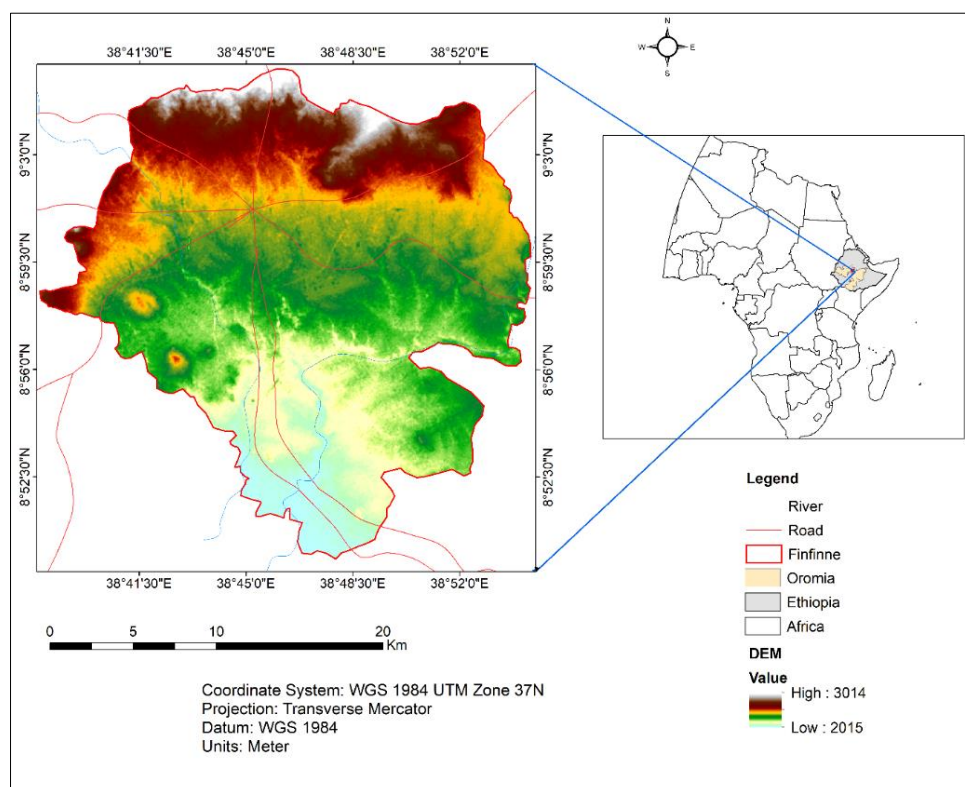 N
W E
S
38°41'30"E 38°45'0"E 38°48'30"E 38°52'0"E
9°3'0"N 9°3'0"N
8°59'30"N 8°59'30"N
8°56'0"N 8°56'0"N
8°52'30"N 8°52'30"N
38°41'30"E 38°45'0"E 38°48'30"E 38°52'0"E
0 5 10 20
Km
Coordinate System: WGS 1984 UTM Zone 37N
Projection: Transverse Mercator
Datum: WGS 1984
Units: Meter
Legend
River
Road
Finfinne
Oromia
Ethiopia
Africa
DEM
Value
High : 3014
Low : 2015